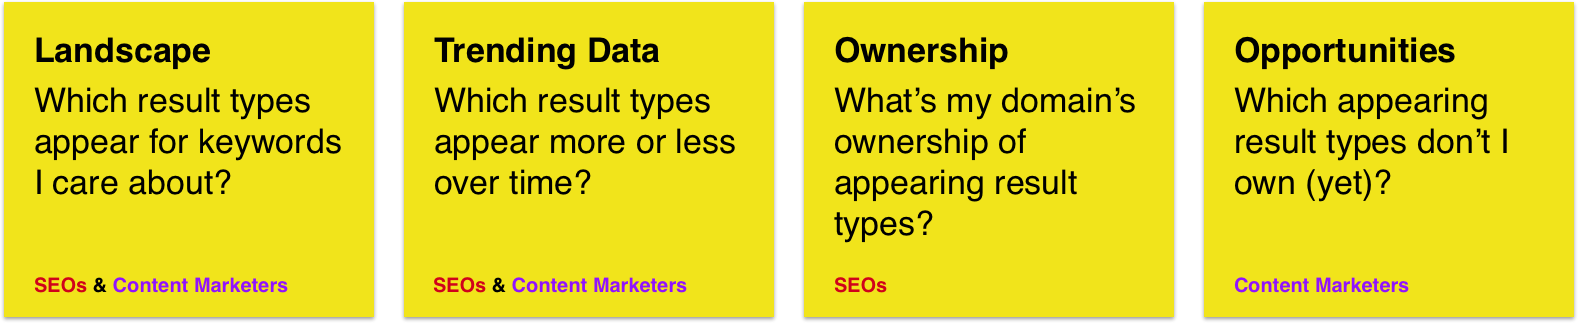 Landscape
Which result types
appear for keywords
I care about?
SEOs & Content Marketers
Trending Data
Which result types
appear more or less
over time?
SEOs & Content Marketers
Ownership
What’s my domain’s
ownership of
appearing result
types?
SEOs
Opportunities
Which appearing
result types don’t I
own (yet)?
Content Marketers